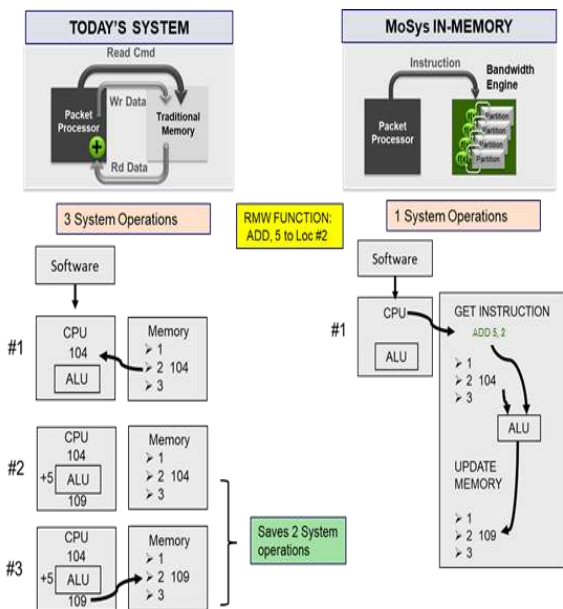 TODAY'S SYSTEM
Read Cmd
Wr Data
Packet
Processor
Traditional
Memory
Rd Data
3 System Operations
RMW FUNCTION:
ADD, 5 to Loc #2
MoSys IN-MEMORY
Instruction
Bandwidth
Engine
Packet
Processor
Partition
Partition
Partition
Partition
1 System Operations
Software
#1
CPU
104
ALU
Memory
➢ 1
➢ 2 104
➢ 3
#2
CPU
104
+5 ALU
109
Memory
➢ 1
➢ 2 104
➢ 3
#3
CPU
104
+5 ALU
109
Memory
➢ 1
➢ 2 109
➢ 3
Saves 2 System
operations
Software
#1
CPU
ALU
GET INSTRUCTION
ADD 5, 2
➢ 1
➢ 2 104
➢ 3
ALU
UPDATE
MEMORY
➢ 1
➢ 2 109
➢ 3